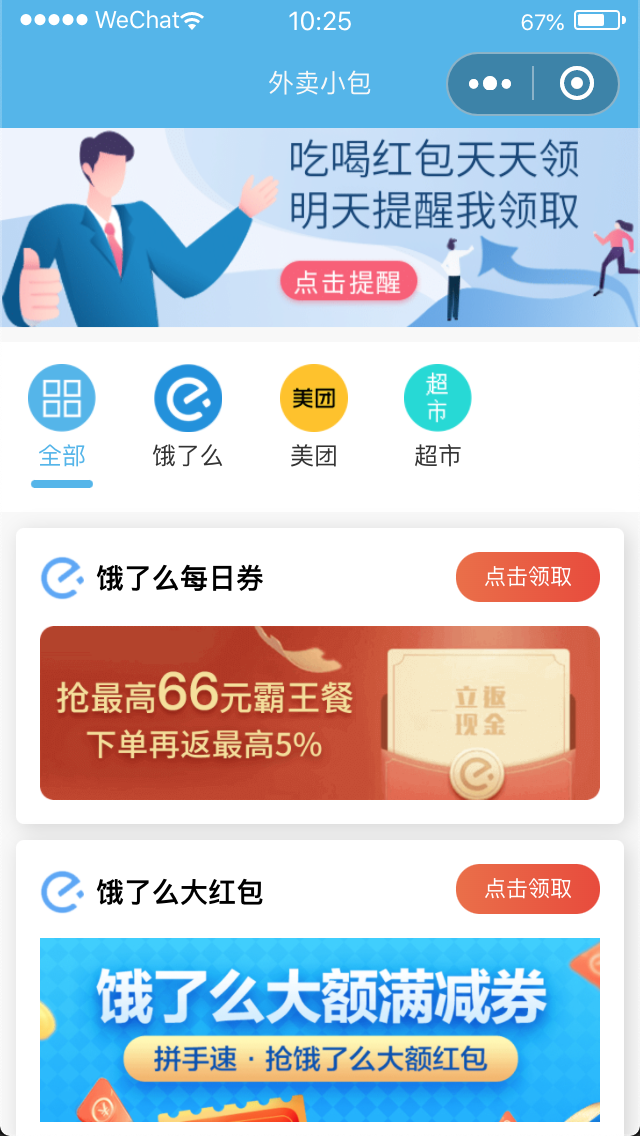 ●●●●● WeChat 10:25 67%
外卖小包
吃喝红包天天领
明天提醒我领取
点击提醒
美团
超
市
全部 饿了么 美团 超市
饿了么每日券 点击领取
抢最高66元霸王餐
下单再返最高5%
立返
现金
饿了么大红包 点击领取
饿了么大额满减券
拼手速·抢饿了么大额红包